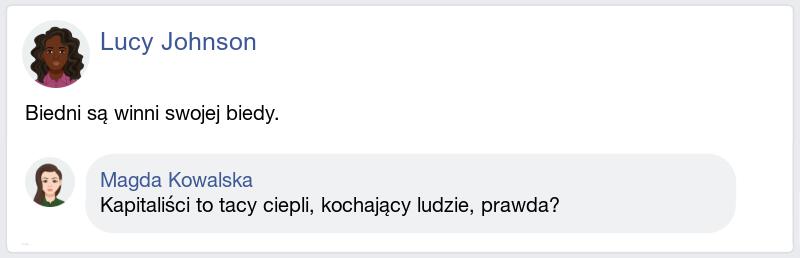 Lucy Johnson
Biedni są winni swojej biedy.
Magda Kowalska
Kapitaliści to tacy ciepli, kochający ludzie, prawda?